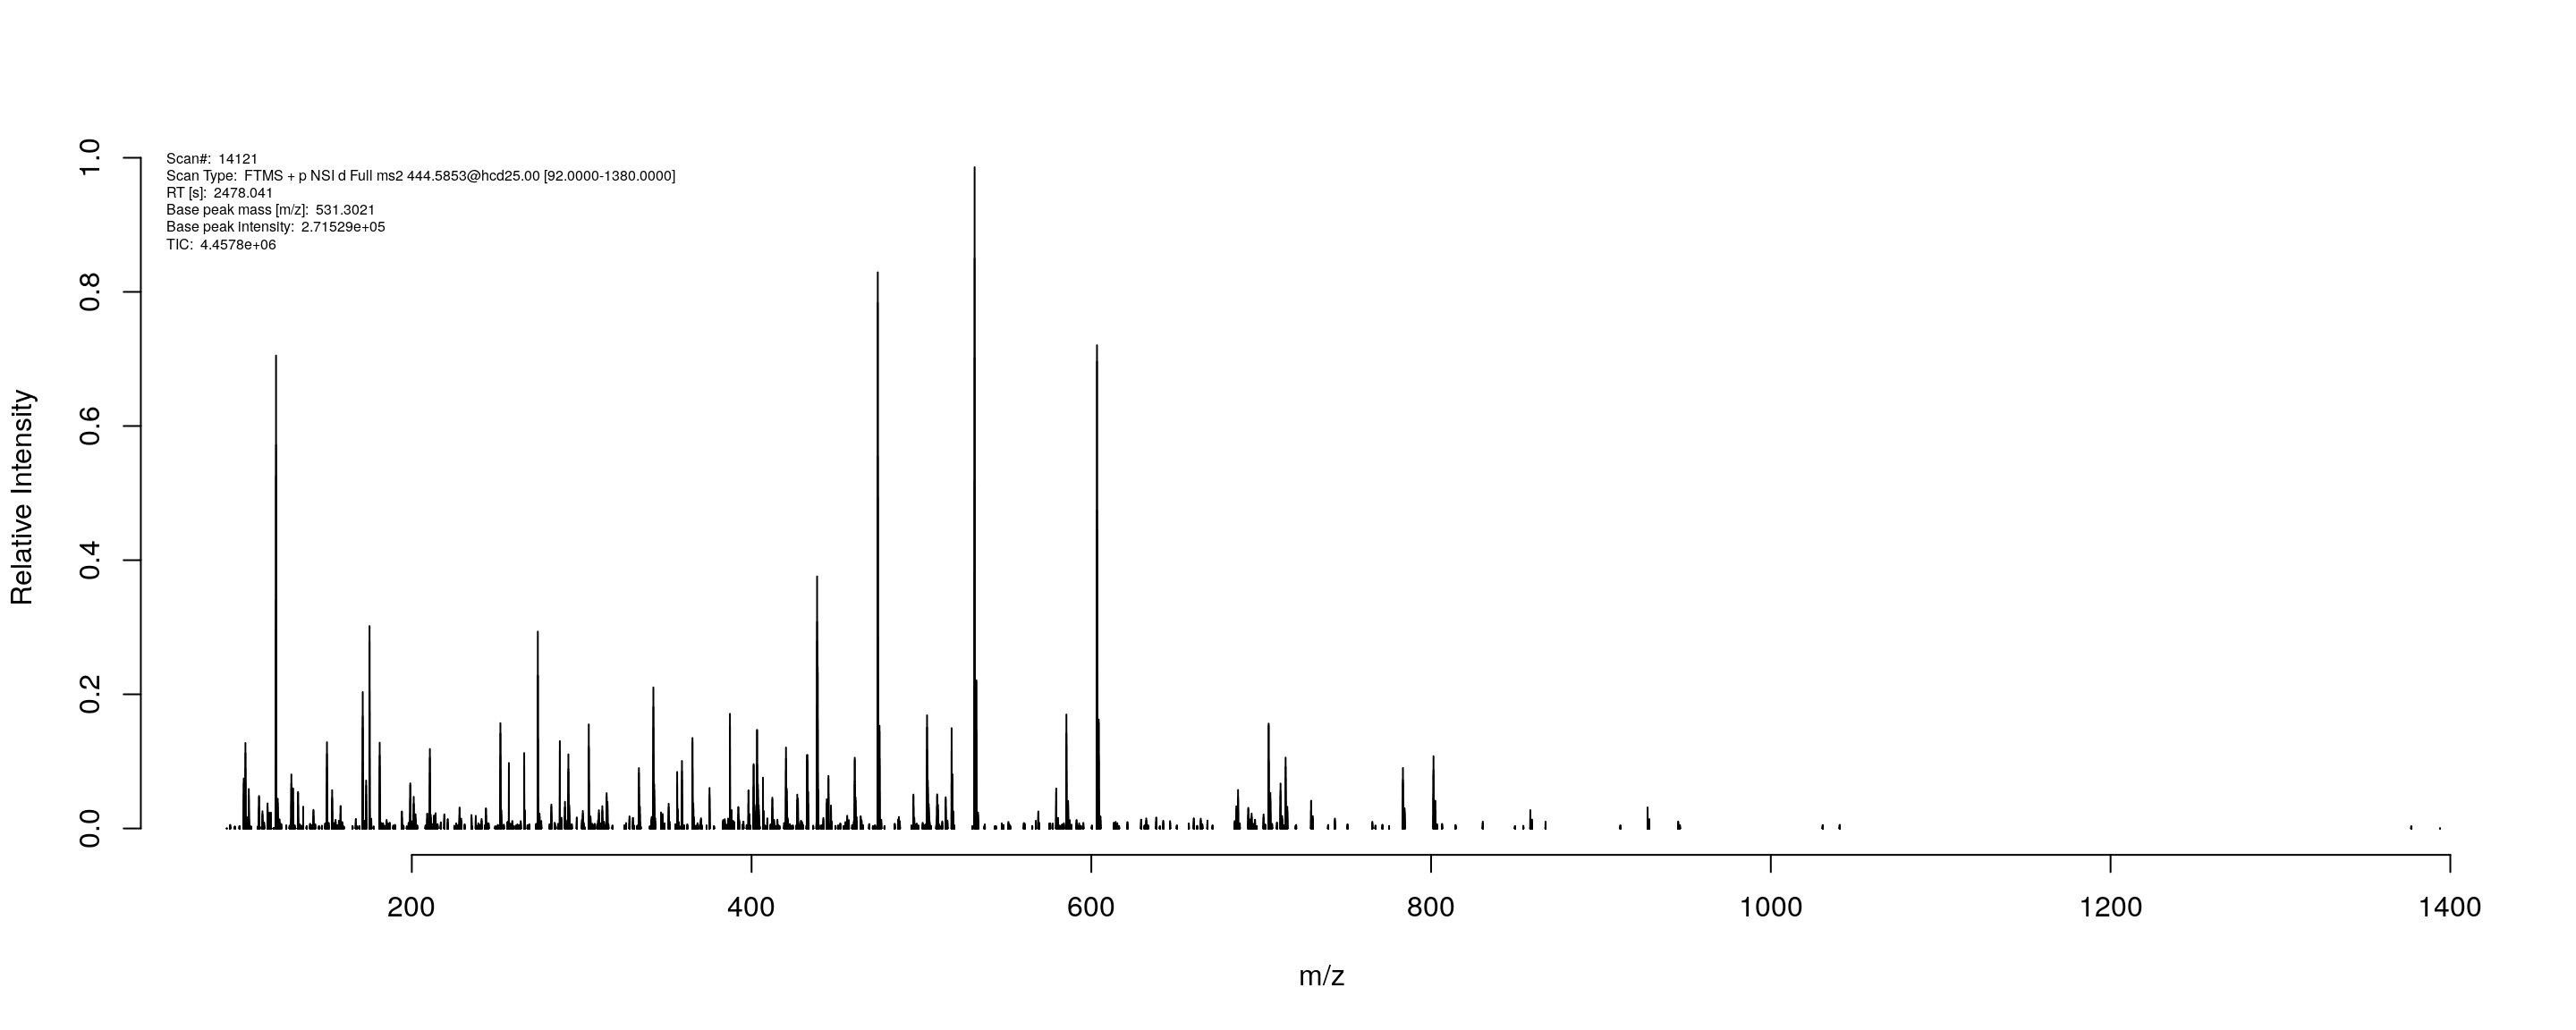 Scan#: 14121
Scan Type: FTMS + p NSI d Full ms2 444.5853@hcd25.00 [92.0000-1380.0000]
RT [s]: 2478.041
Base peak mass [m/z]: 531.3021
Base peak intensity: 2.71529e+05
TIC: 4.4578e+06
Relative Intensity
1.0
0.8
0.6
0.4
0.2
0.0
200 400 600 800 1000 1200 1400
m/z